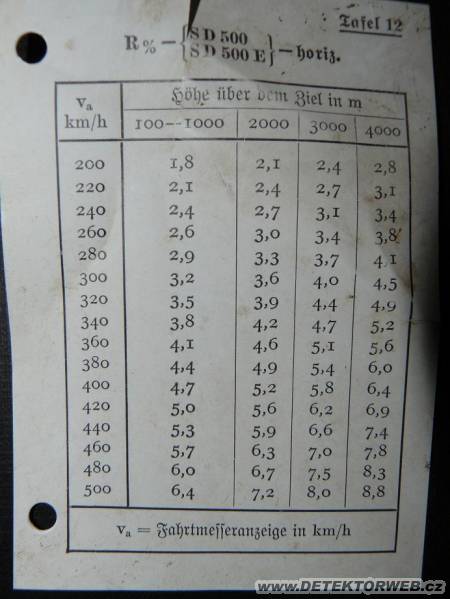 Tafel 12
R% — { SD 500
SD 500 E } — horiz.
va km/h Höhe über dem Ziel in m
100—1000 2000 3000 4000
200 1,8 2,1 2,4 2,8
220 2,1 2,4 2,7 3,1
240 2,4 2,7 3,1 3,4
260 2,6 3,0 3,4 3,8
280 2,9 3,3 3,7 4,1
300 3,2 3,6 4,0 4,5
320 3,5 3,9 4,4 4,9
340 3,8 4,2 4,7 5,2
360 4,1 4,6 5,1 5,6
380 4,4 4,9 5,4 6,0
400 4,7 5,2 5,8 6,4
420 5,0 5,6 6,2 6,9
440 5,3 5,9 6,6 7,4
460 5,7 6,3 7,0 7,8
480 6,0 6,7 7,5 8,3
500 6,4 7,2 8,0 8,8
va = Fahrtmesseranzeige in km/h
www.DETEKTORWEB.cz